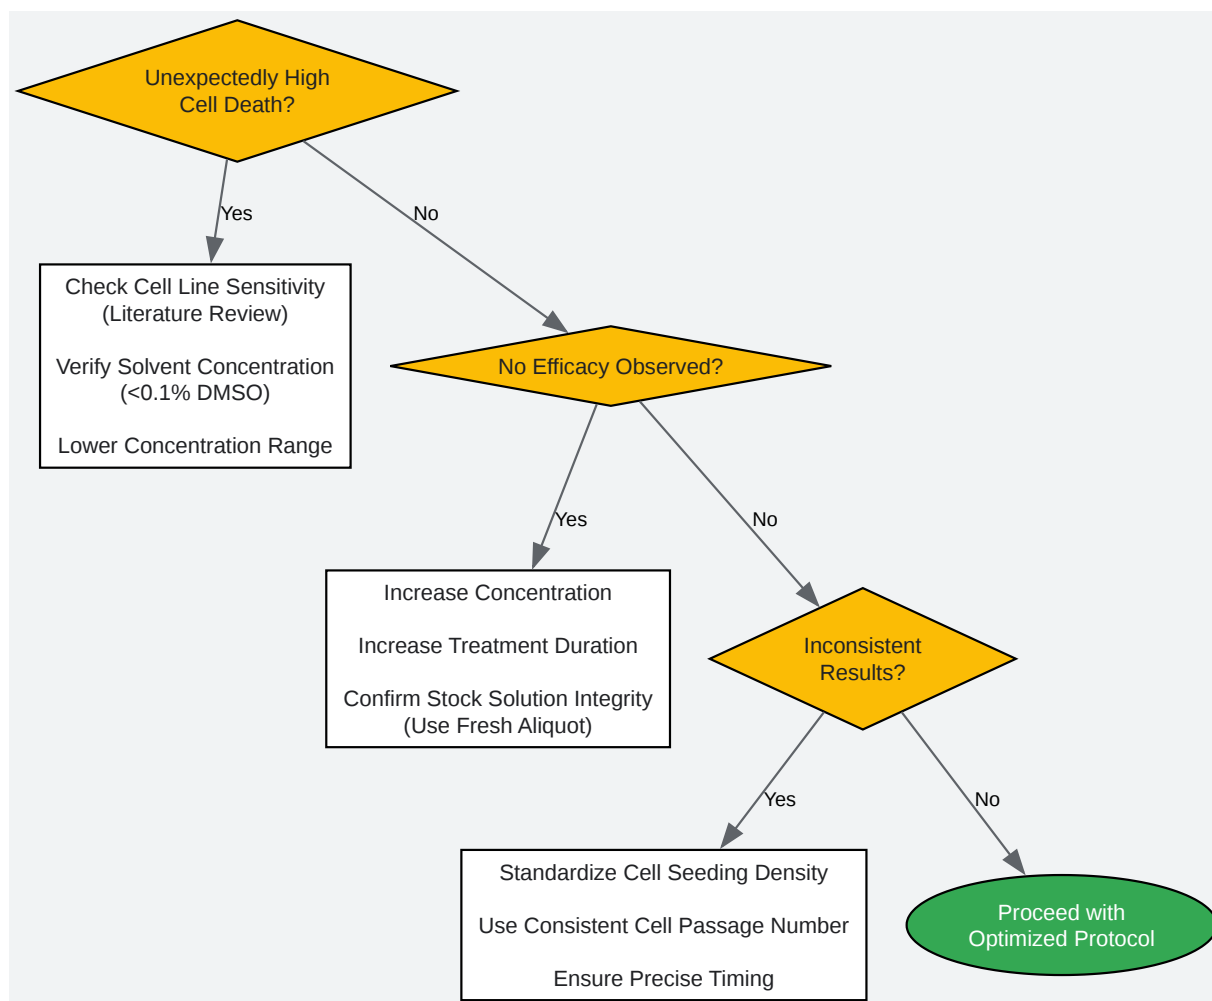 Unexpectedly High
Cell Death?
Yes
No
Check Cell Line Sensitivity
(Literature Review)
Verify Solvent Concentration
(<0.1% DMSO)
Lower Concentration Range
No Efficacy Observed?
Yes
No
Increase Concentration
Increase Treatment Duration
Confirm Stock Solution Integrity
(Use Fresh Aliquot)
Inconsistent
Results?
Yes
No
Standardize Cell Seeding Density
Use Consistent Cell Passage Number
Ensure Precise Timing
Proceed with
Optimized Protocol